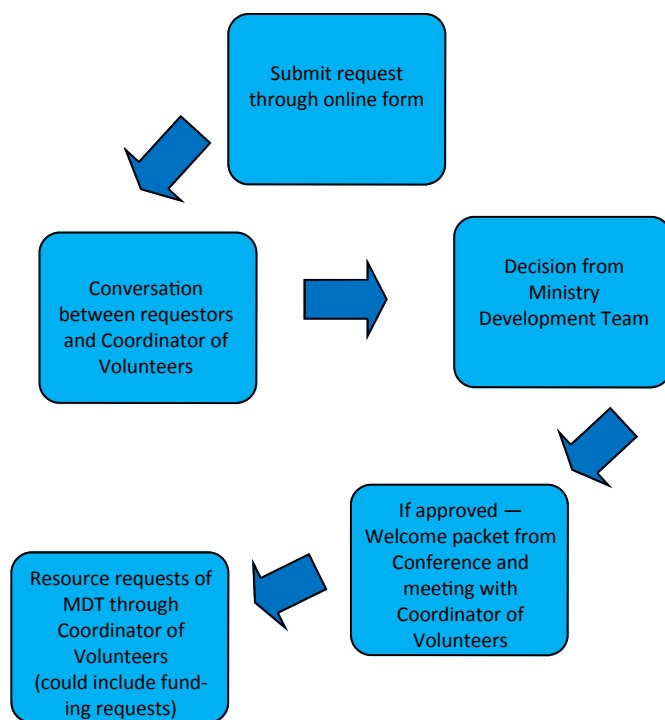 Submit request
through online form
Conversation
between requestors
and Coordinator of
Volunteers
Decision from
Ministry
Development Team
If approved —
Welcome packet from
Conference and
meeting with
Coordinator of
Volunteers
Resource requests of
MDT through
Coordinator of
Volunteers
(could include fund-
ing requests)